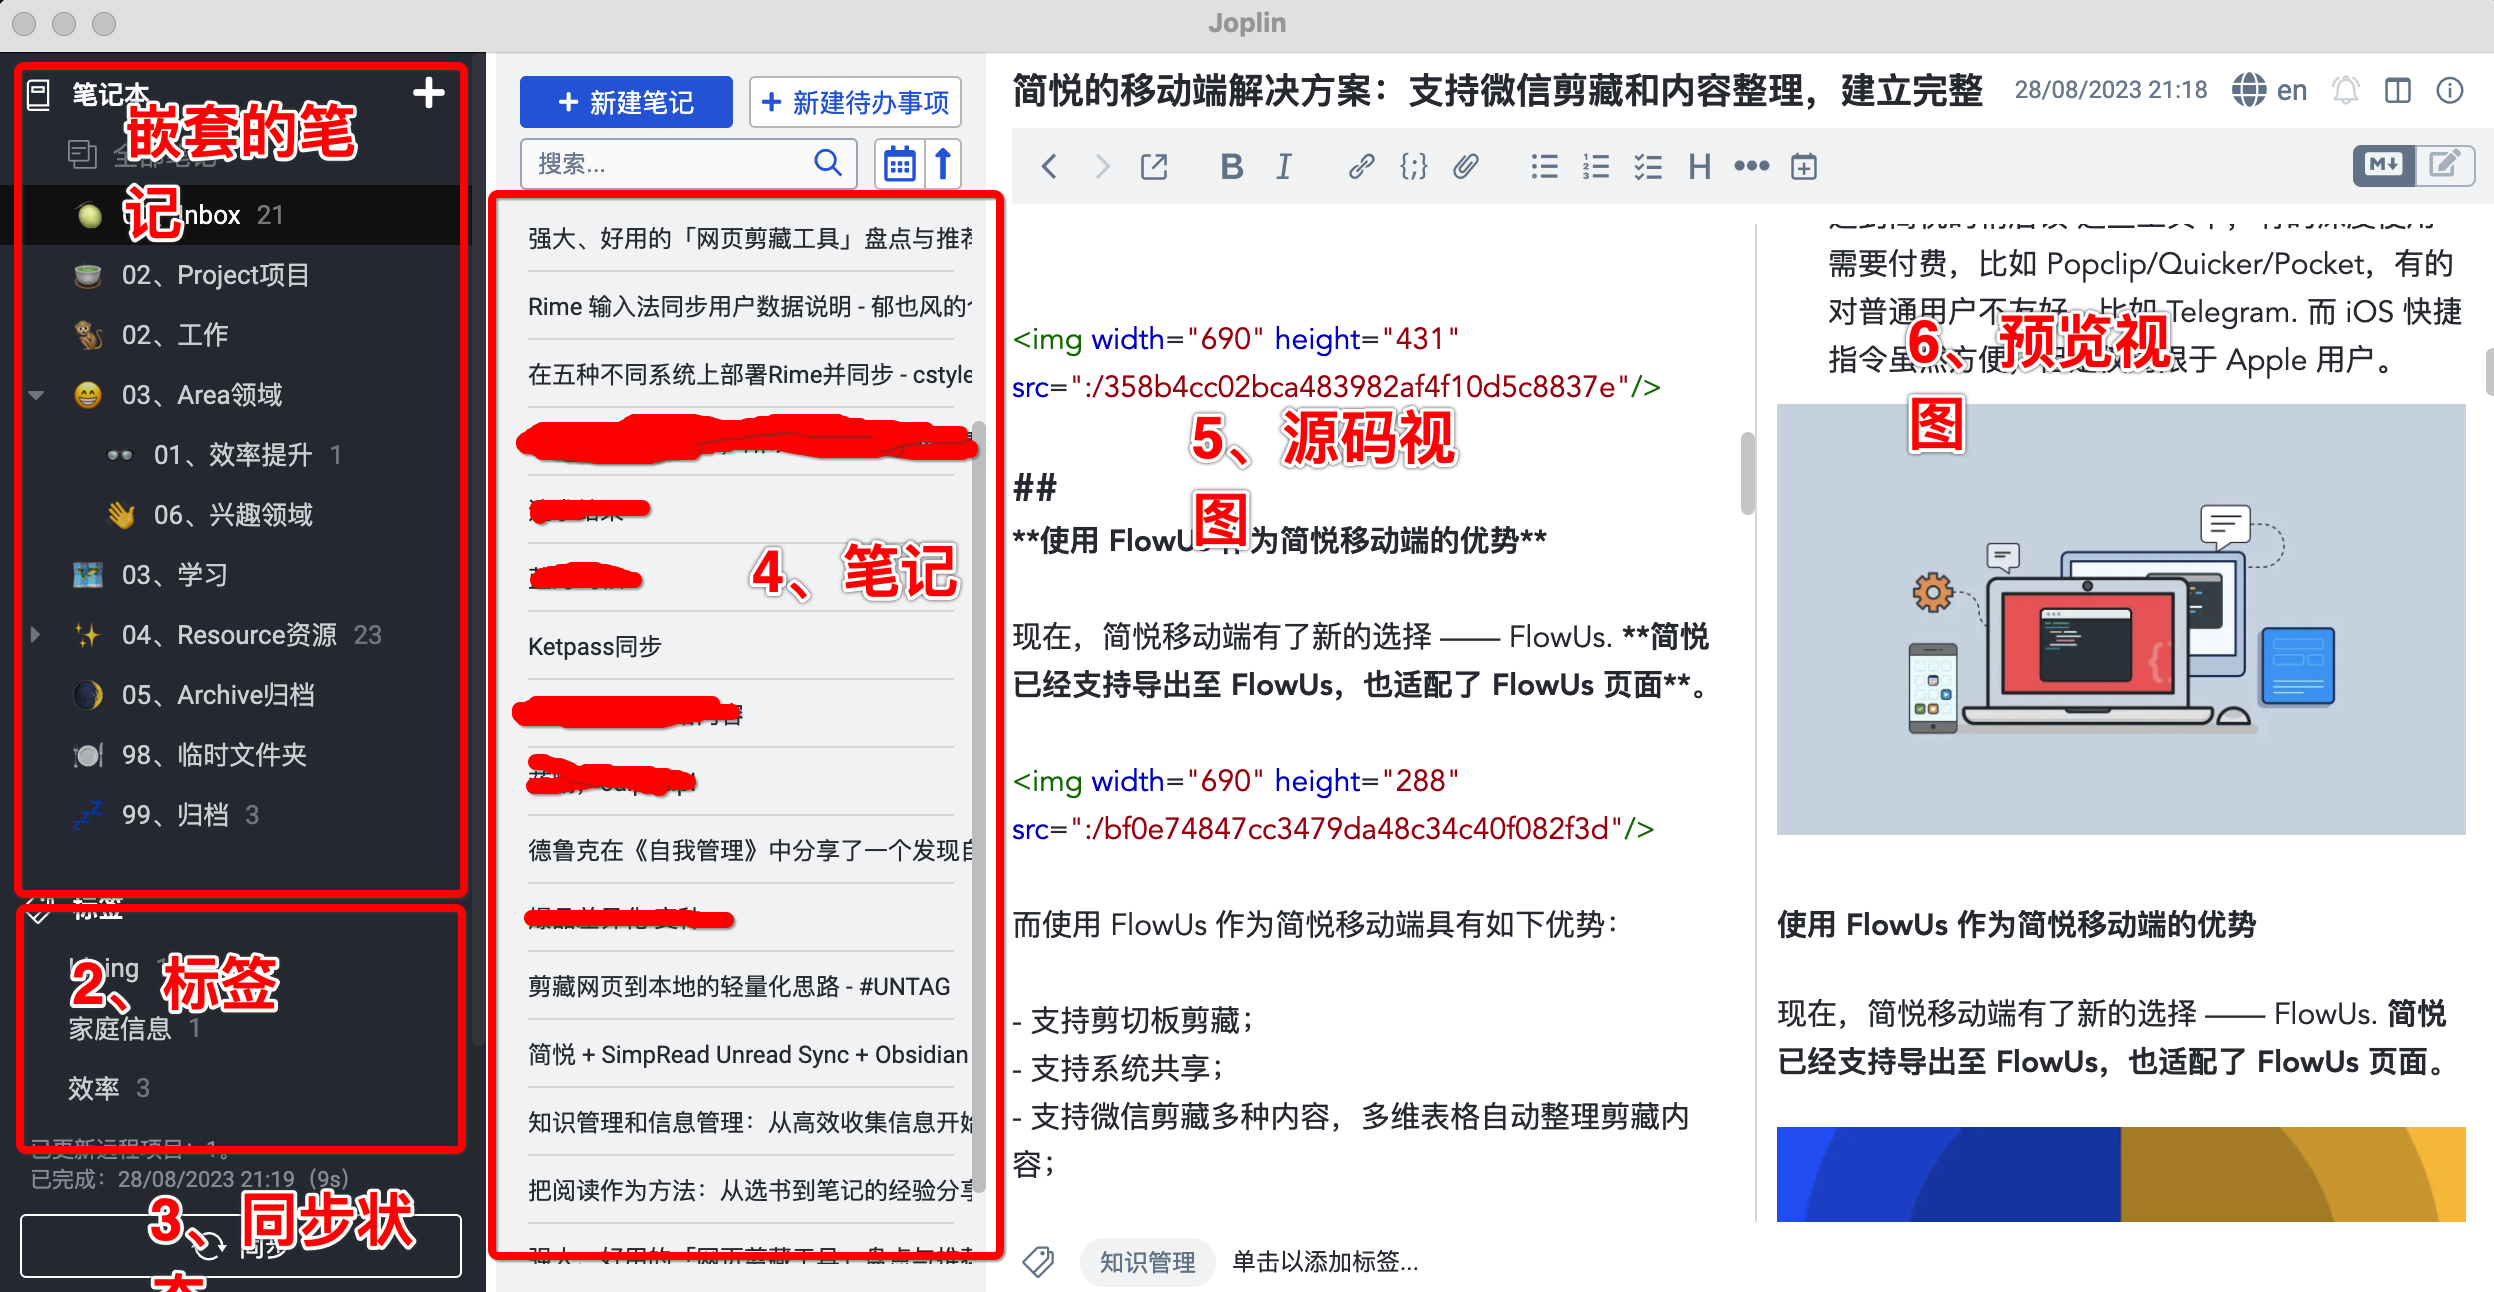 Joplin
笔记本
嵌套的笔记
全部笔记
Inbox 21
02、Project项目
02、工作
03、Area领域
01、效率提升 1
06、兴趣领域
03、学习
04、Resource资源 23
05、Archive归档
98、临时文件夹
99、归档 3
标签
2、标签
家庭信息 1
效率 3
已更新远程项目：1。
已完成：28/08/2023 21:19（9s）
3、同步状态
同步
+ 新建笔记
+ 新建待办事项
搜索...
强大、好用的「网页剪藏工具」盘点与推荐
Rime 输入法同步用户数据说明 - 郁也风的
在五种不同系统上部署Rime并同步 - cstyle
4、笔记
Ketpass同步
德鲁克在《自我管理》中分享了一个发现自
剪藏网页到本地的轻量化思路 - #UNTAG
简悦 + SimpRead Unread Sync + Obsidian
知识管理和信息管理：从高效收集信息开始
把阅读作为方法：从选书到笔记的经验分享
强大、好用的「网页剪藏工具」盘点与推荐
简悦的移动端解决方案：支持微信剪藏和内容整理，建立完整
28/08/2023 21:18
en
<img width="690" height="431"
src=":/358b4cc02bca483982af4f10d5c8837e"/>
5、源码视图
##
**使用 FlowUs 作为简悦移动端的优势**
现在，简悦移动端有了新的选择 —— FlowUs. **简悦
已经支持导出至 FlowUs，也适配了 FlowUs 页面**。
<img width="690" height="288"
src=":/bf0e74847cc3479da48c34c40f082f3d"/>
而使用 FlowUs 作为简悦移动端具有如下优势：
- 支持剪切板剪藏；
- 支持系统共享；
- 支持微信剪藏多种内容，多维表格自动整理剪藏内
容；
知识管理
单击以添加标签...
需要付费，比如 Popclip/Quicker/Pocket，有的
对普通用户不友好，比如 Telegram. 而 iOS 快捷
指令虽然方便，限于 Apple 用户。
6、预览视图
使用 FlowUs 作为简悦移动端的优势
现在，简悦移动端有了新的选择 —— FlowUs. 简悦
已经支持导出至 FlowUs，也适配了 FlowUs 页面。